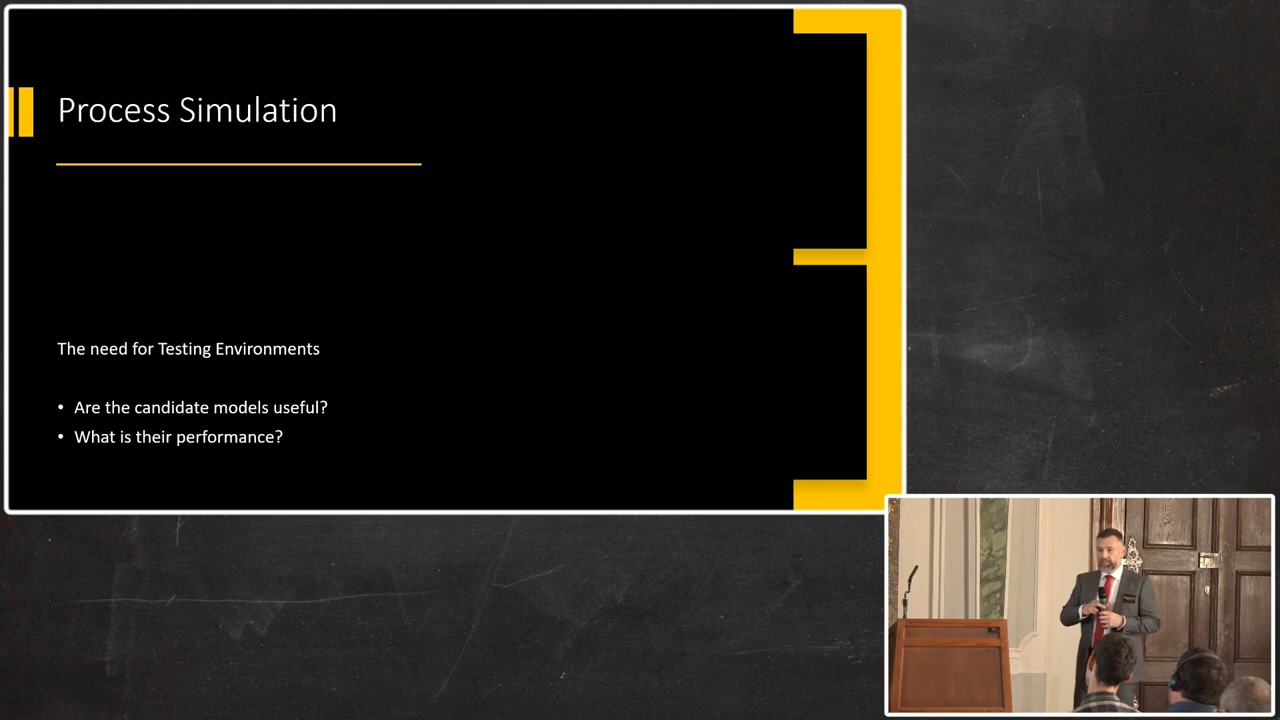 Process Simulation
The need for Testing Environments
• Are the candidate models useful?
• What is their performance?